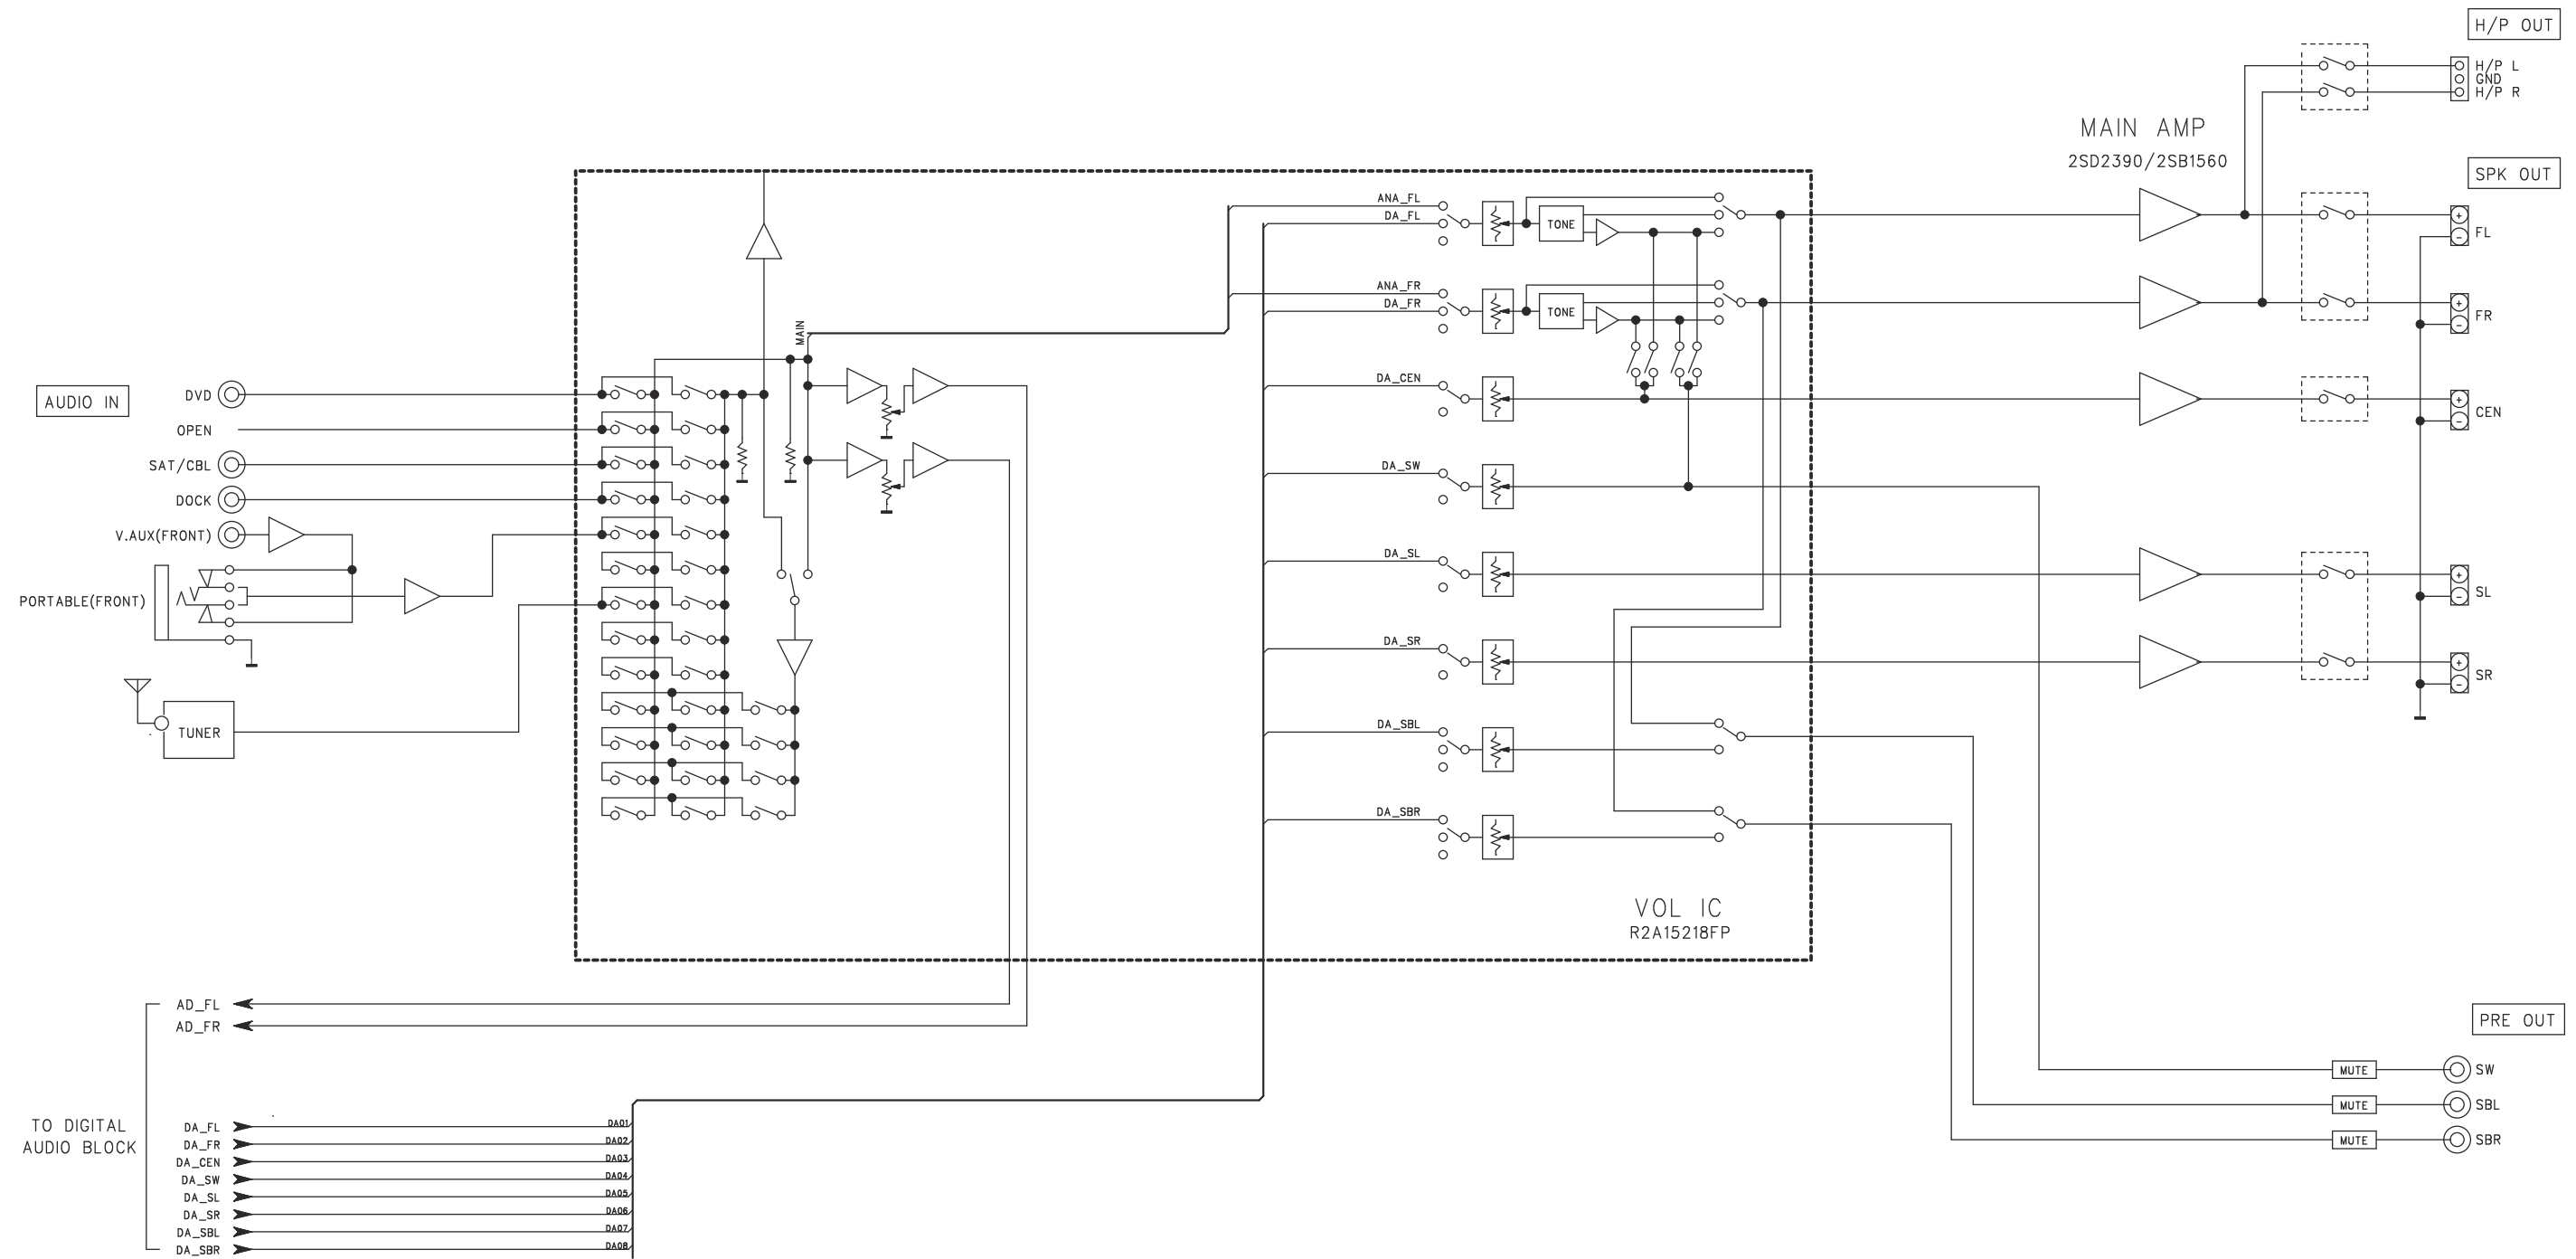 H/P OUT
H/P L
GND
H/P R
MAIN AMP
2SD2390/2SB1560
SPK OUT
ANA_FL
DA_FL
TONE
+
-
FL
ANA_FR
DA_FR
TONE
+
-
FR
MAIN
AUDIO IN
DVD
OPEN
SAT/CBL
DOCK
V.AUX(FRONT)
PORTABLE(FRONT)
TUNER
DA_CEN
+
-
CEN
DA_SW
DA_SL
+
-
SL
DA_SR
+
-
SR
DA_SBL
DA_SBR
VOL IC
R2A15218FP
AD_FL
AD_FR
TO DIGITAL
AUDIO BLOCK
DA_FL
DA01
DA_FR
DA02
DA_CEN
DA03
DA_SW
DA04
DA_SL
DA05
DA_SR
DA06
DA_SBL
DA07
DA_SBR
DA08
PRE OUT
MUTE
SW
MUTE
SBL
MUTE
SBR